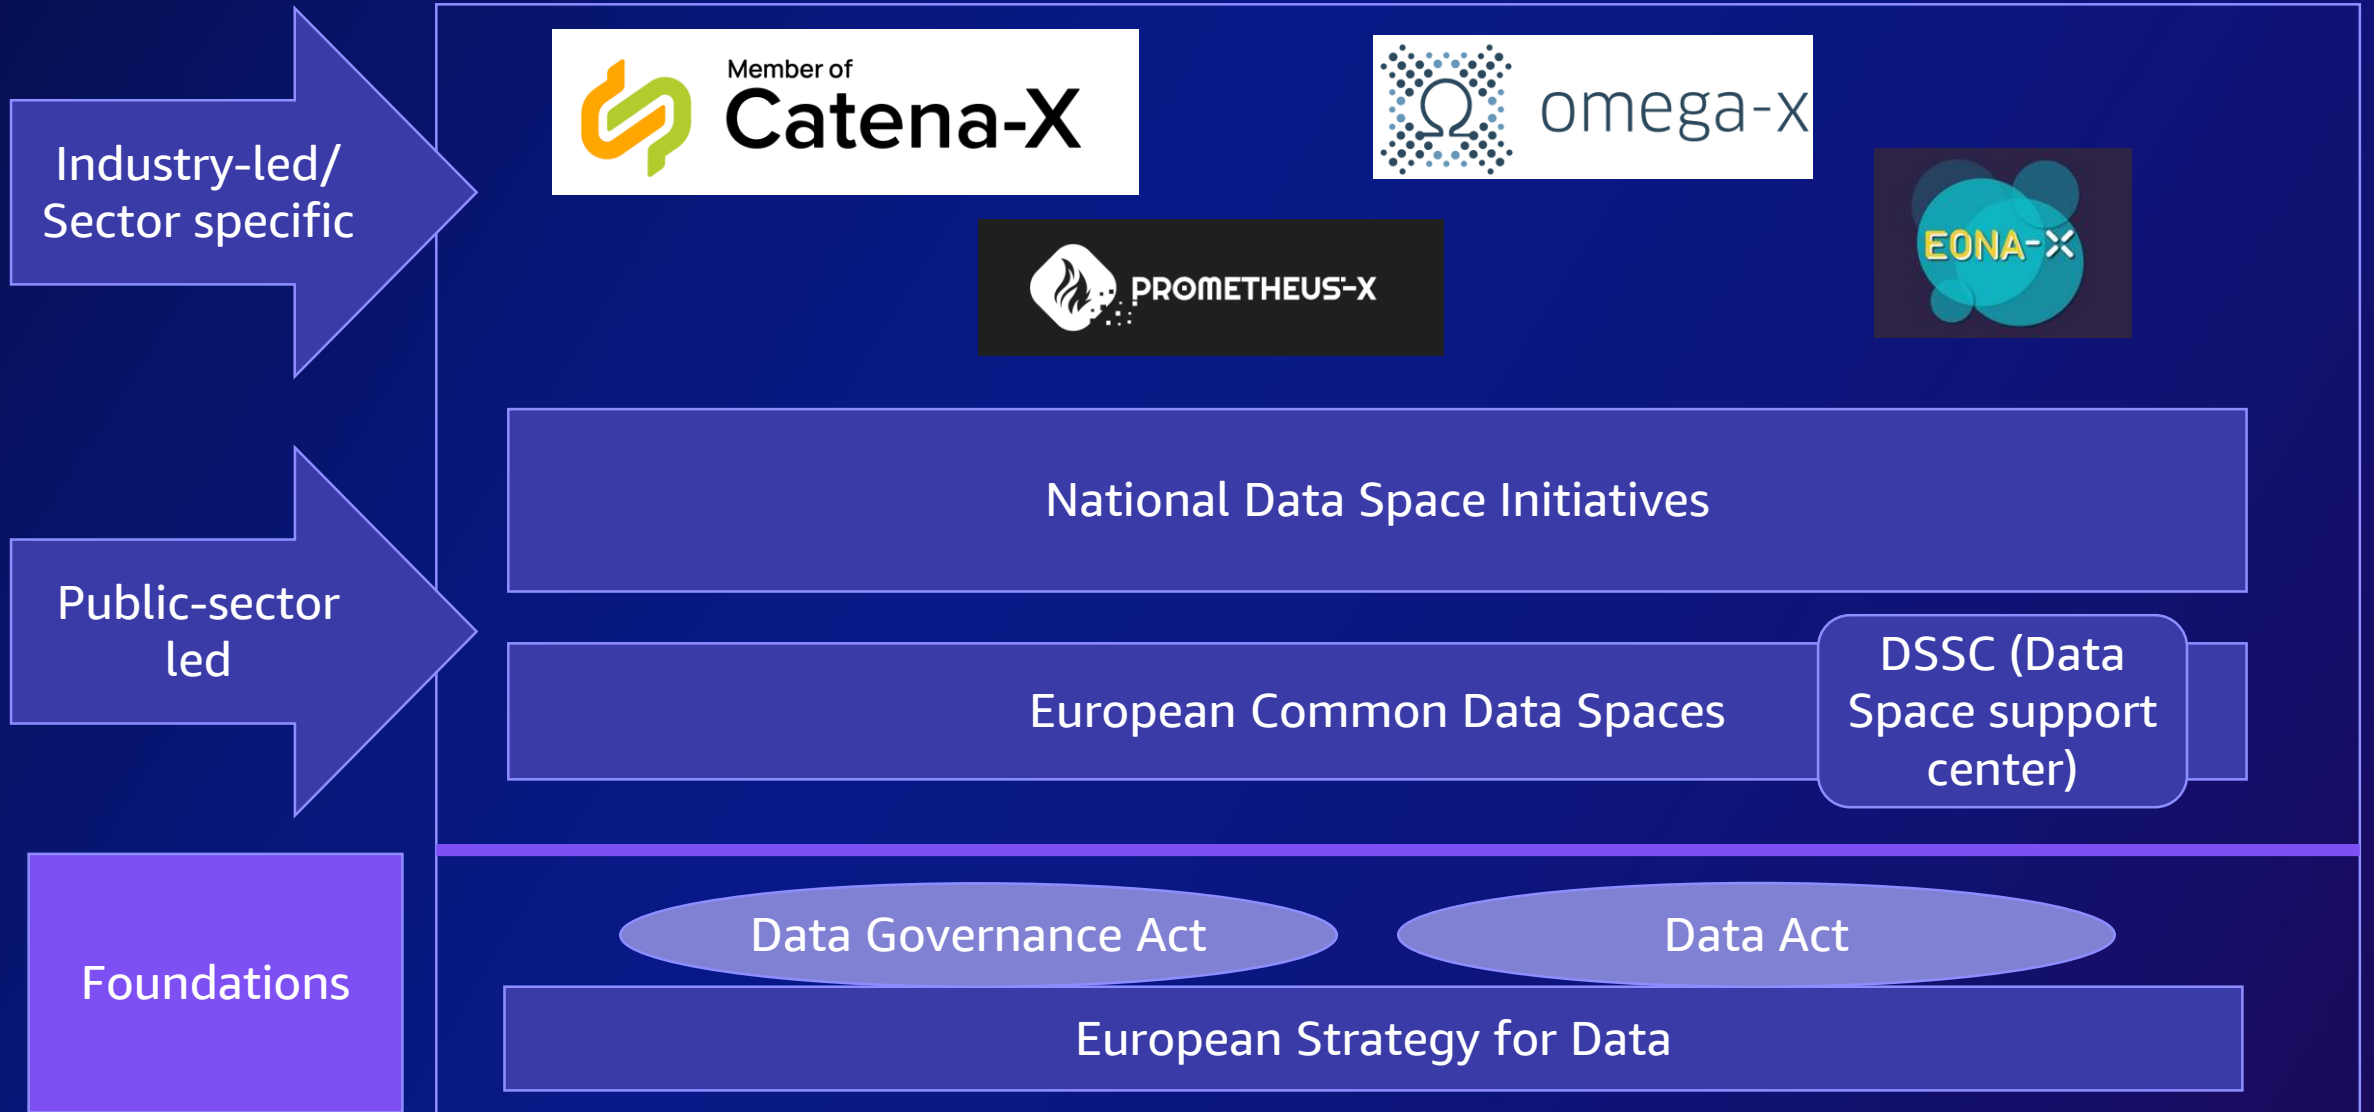 Industry-led/
Sector specific
Member of
Catena-X
omega-x
PROMETHEUS-X
EONA-X
Public-sector
led
National Data Space Initiatives
European Common Data Spaces
DSSC (Data
Space support
center)
Foundations
Data Governance Act
Data Act
European Strategy for Data